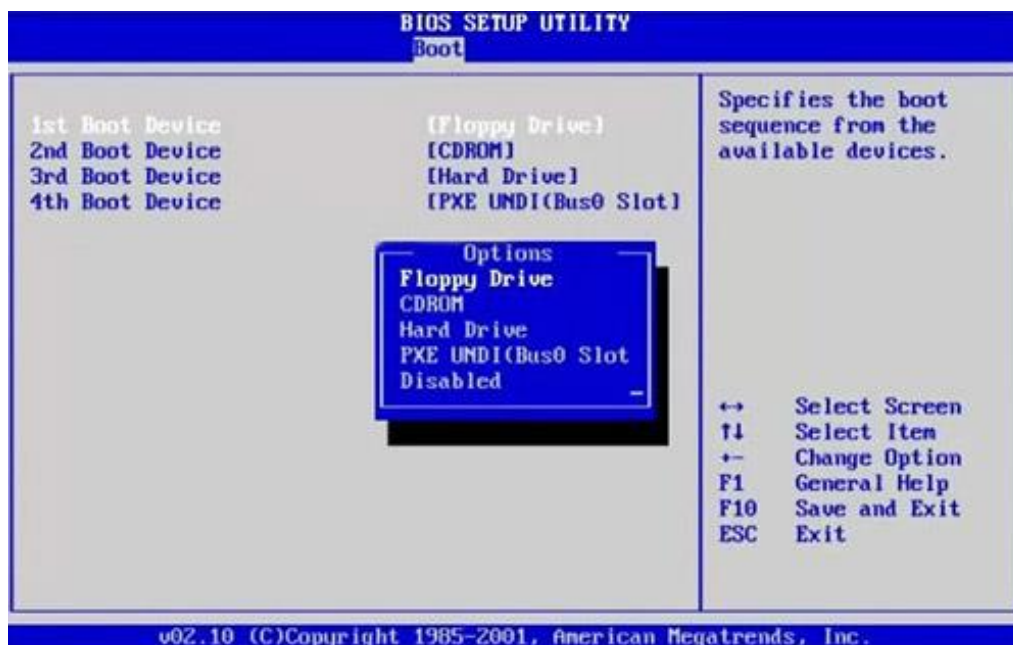 BIOS SETUP UTILITY
Boot
1st Boot Device [Floppy Drive]
2nd Boot Device [CDROM]
3rd Boot Device [Hard Drive]
4th Boot Device [PXE UNDI(Bus0 Slot]
Options
Floppy Drive
CDROM
Hard Drive
PXE UNDI(Bus0 Slot
Disabled
Specifies the boot
sequence from the
available devices.
↔ Select Screen
↑↓ Select Item
+- Change Option
F1 General Help
F10 Save and Exit
ESC Exit
v02.10 (C)Copyright 1985-2001, American Megatrends, Inc.